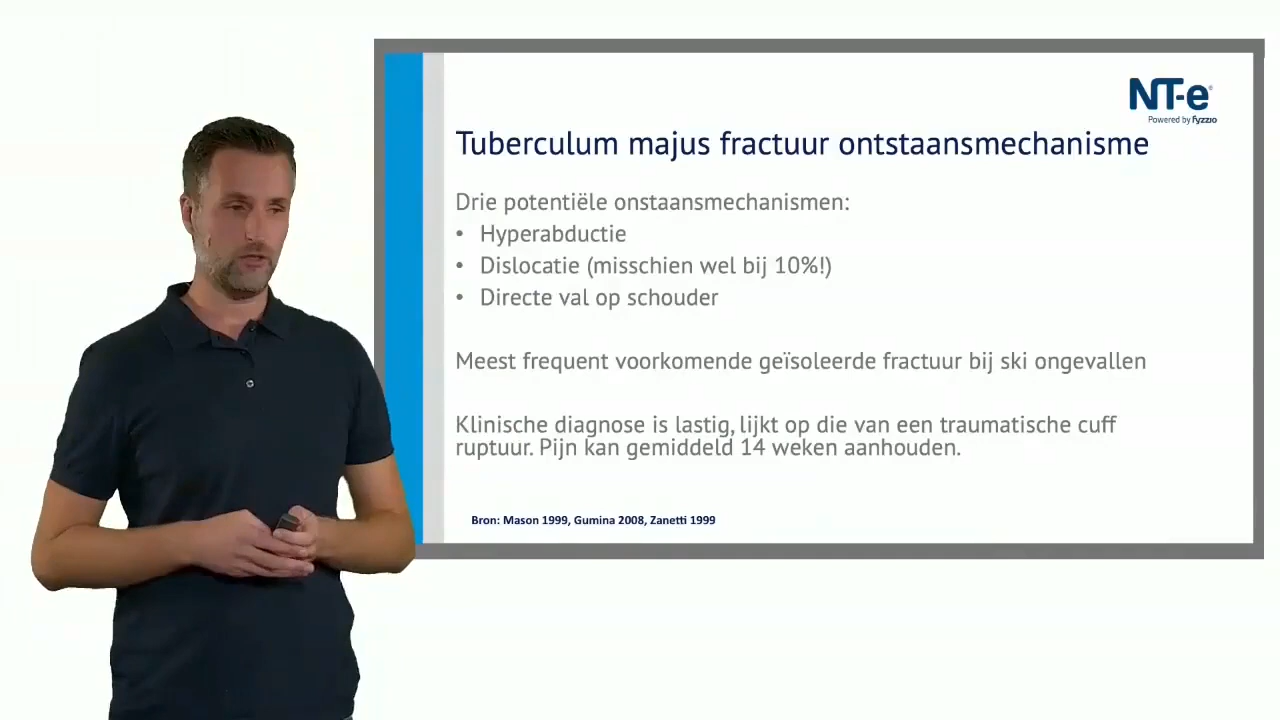 NT-e
Powered by fyzzio
Tuberculum majus fractuur ontstaansmechanisme
Drie potentiële onstaansmechanismen:
• Hyperabductie
• Dislocatie (misschien wel bij 10%!)
• Directe val op schouder
Meest frequent voorkomende geïsoleerde fractuur bij ski ongevallen
Klinische diagnose is lastig, lijkt op die van een traumatische cuff
ruptuur. Pijn kan gemiddeld 14 weken aanhouden.
Bron: Mason 1999, Gumina 2008, Zanetti 1999